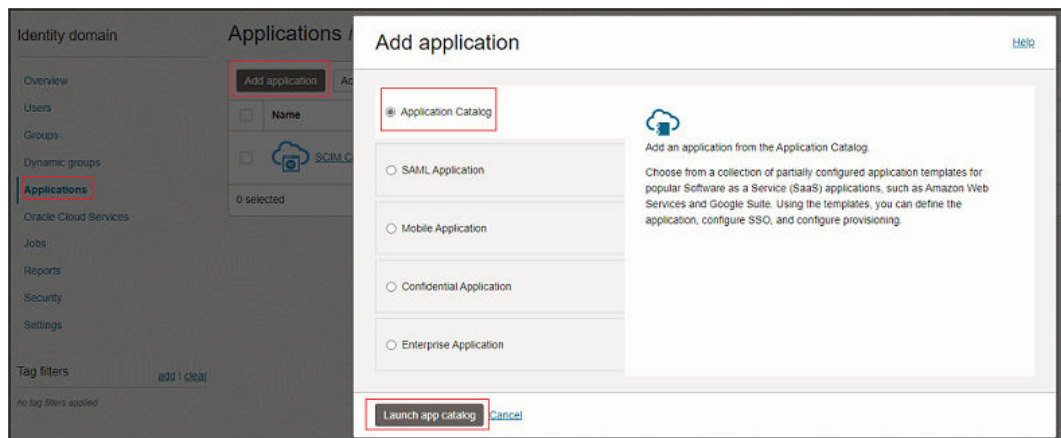 Identity domain
Overview
Users
Groups
Dynamic groups
Applications
Oracle Cloud Services
Jobs
Reports
Security
Settings
Tag filters
add | clear
no tag filters applied
Applications
Add application
Name
SCIM C
0 selected
Add application
Help
Application Catalog
SAML Application
Mobile Application
Confidential Application
Enterprise Application
Add an application from the Application Catalog.
Choose from a collection of partially configured application templates for
popular Software as a Service (SaaS) applications, such as Amazon Web
Services and Google Suite. Using the templates, you can define the
application, configure SSO, and configure provisioning.
Launch app catalog
Cancel